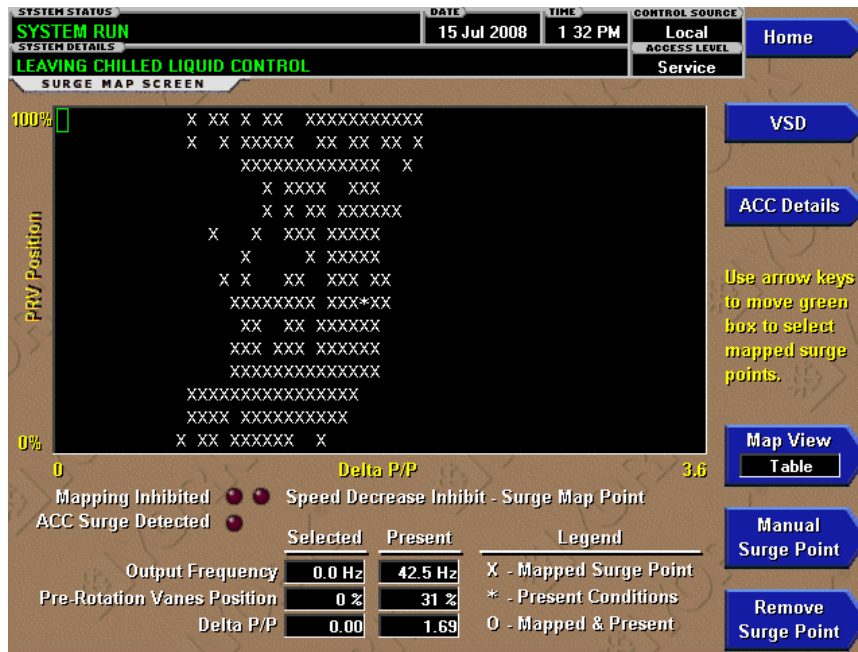 SYSTEM STATUS
SYSTEM RUN
DATE
15 Jul 2008
TIME
1 32 PM
CONTROL SOURCE
Local
Home
SYSTEM DETAILS
LEAVING CHILLED LIQUID CONTROL
ACCESS LEVEL
Service
SURGE MAP SCREEN
VSD
ACC Details
Use arrow keys
to move green
box to select
mapped surge
points.
Map View
Table
Manual
Surge Point
Remove
Surge Point
100%
X XX X XX XXXXXXXXXXX
X X XXXXX XX XX XX X
XXXXXXXXXXXXX X
X XXXX XXX
X X XX XXXXXX
X X XXX XXXXX
X X XXXXX
X X XX XXX XX
XXXXXXXX XXX*XX
XX XX XXXXXX
XXX XXX XXXXXX
XXXXXXXXXXXXXX
XXXXXXXXXXXXXXXX
XXXX XXXXXXXXXX
X XX XXXXXX X
PRV Position
0%
0
Delta P/P
3.6
Mapping Inhibited
Speed Decrease Inhibit - Surge Map Point
ACC Surge Detected
Selected Present
Output Frequency 0.0 Hz 42.5 Hz
Pre-Rotation Vanes Position 0 % 31 %
Delta P/P 0.00 1.69
Legend
X - Mapped Surge Point
* - Present Conditions
O - Mapped & Present